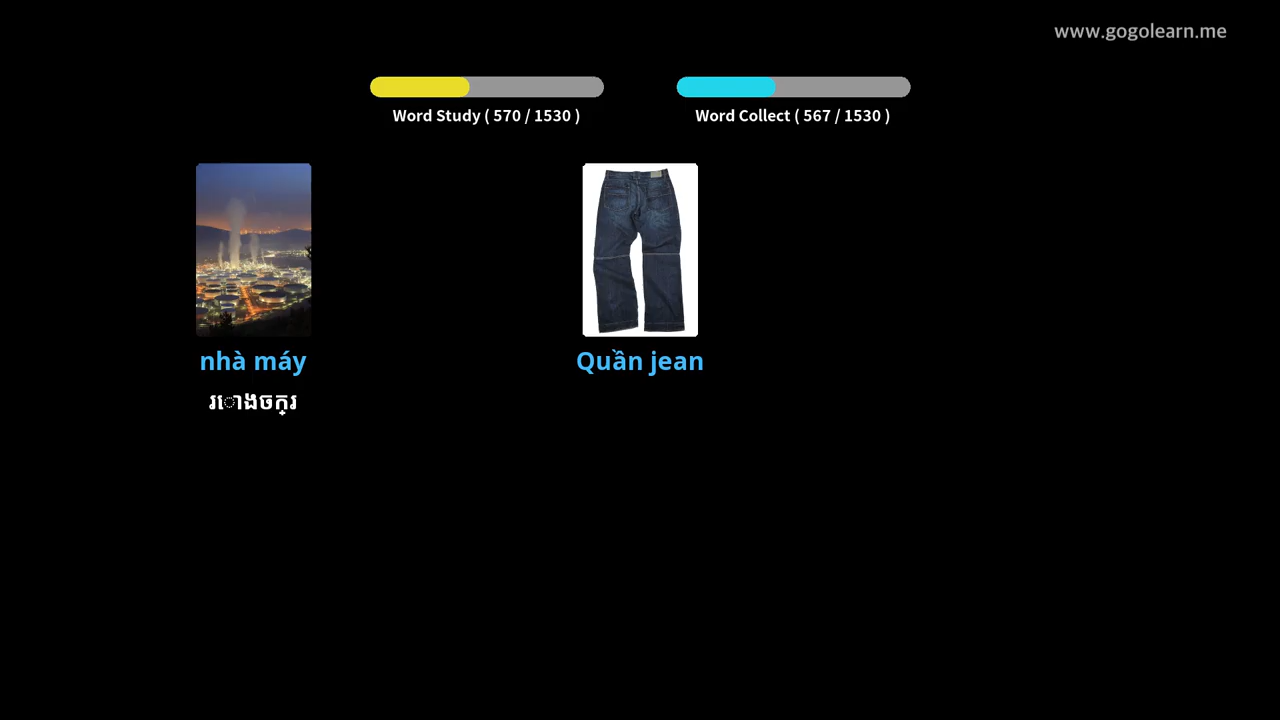 www.gogolearn.me
Word Study ( 570 / 1530 )
Word Collect ( 567 / 1530 )
nhà máy
Quần jean
រោងចក្រ